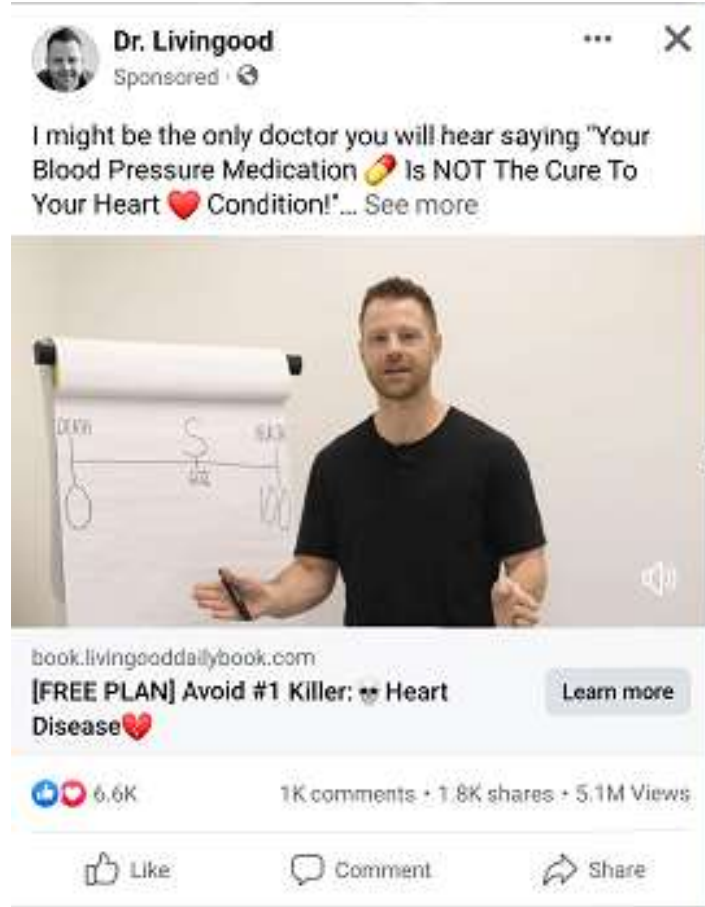 Dr. Livingood
Sponsored ·
I might be the only doctor you will hear saying "Your
Blood Pressure Medication 💊 Is NOT The Cure To
Your Heart ❤️ Condition!"... See more
S
0
100
book.livingooddailybook.com
[FREE PLAN] Avoid #1 Killer: 💀 Heart
Disease💔
Learn more
6.6K
1K comments • 1.8K shares • 5.1M Views
Like
Comment
Share